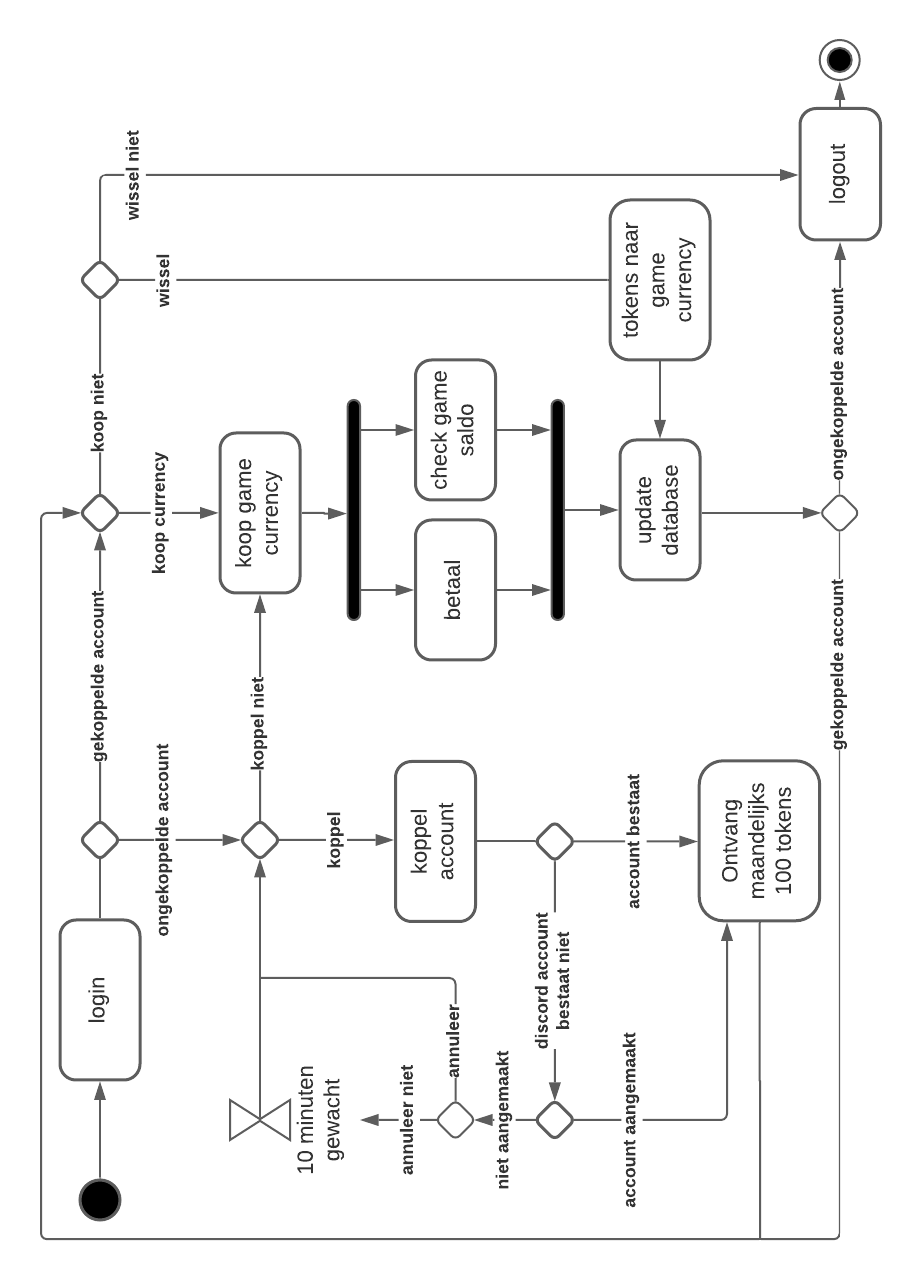 login
gekoppelde account
ongekoppelde account
koop niet
koop currency
wissel niet
wissel
koppel niet
koppel
koop game
currency
10 minuten
gewacht
annuleer niet
annuleer
niet aangemaakt
discord account
bestaat niet
koppel
account
account bestaat
account aangemaakt
Ontvang
maandelijks
100 tokens
betaal
check game
saldo
update
database
tokens naar
game
currency
gekoppelde account
ongekoppelde account
logout